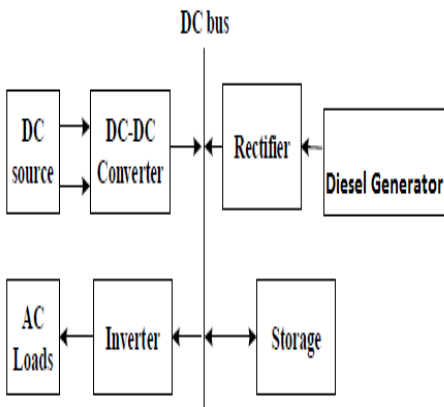 DC bus
DC
source
DC-DC
Converter
Rectifier
Diesel Generator
AC
Loads
Inverter
Storage